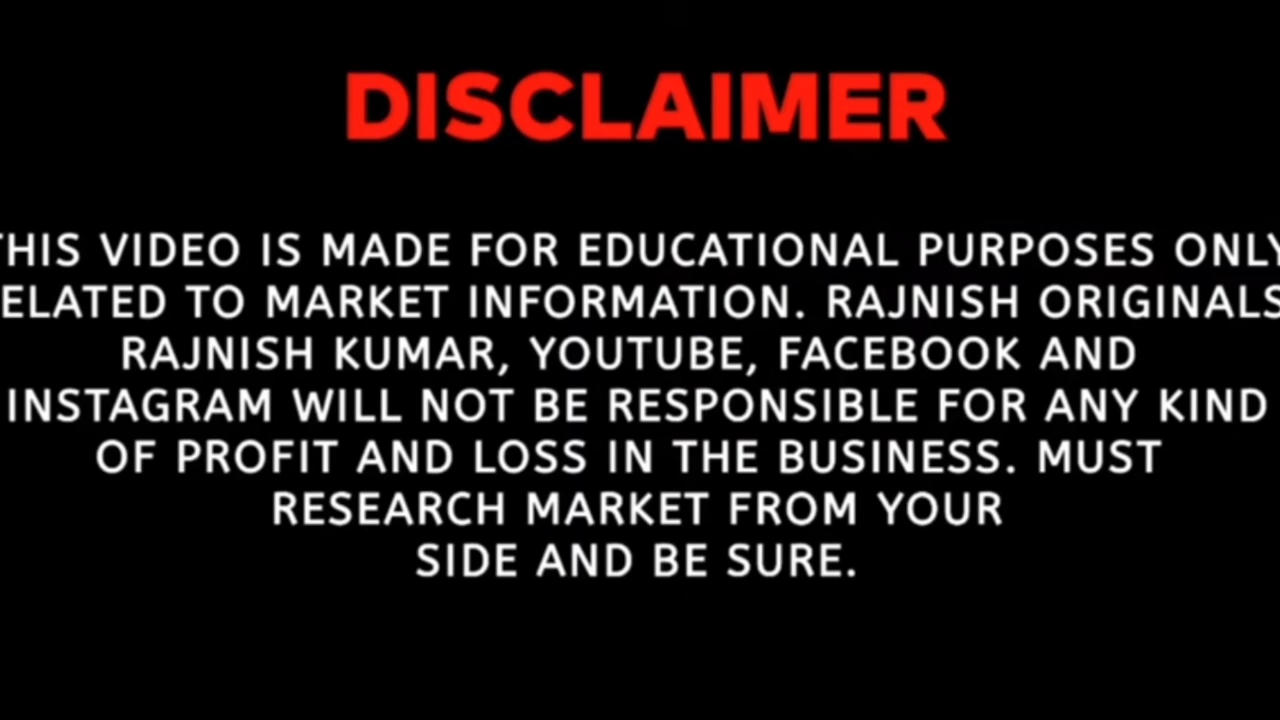 DISCLAIMER
THIS VIDEO IS MADE FOR EDUCATIONAL PURPOSES ONLY
ELATED TO MARKET INFORMATION. RAJNISH ORIGINALS
RAJNISH KUMAR, YOUTUBE, FACEBOOK AND
INSTAGRAM WILL NOT BE RESPONSIBLE FOR ANY KIND
OF PROFIT AND LOSS IN THE BUSINESS. MUST
RESEARCH MARKET FROM YOUR
SIDE AND BE SURE.